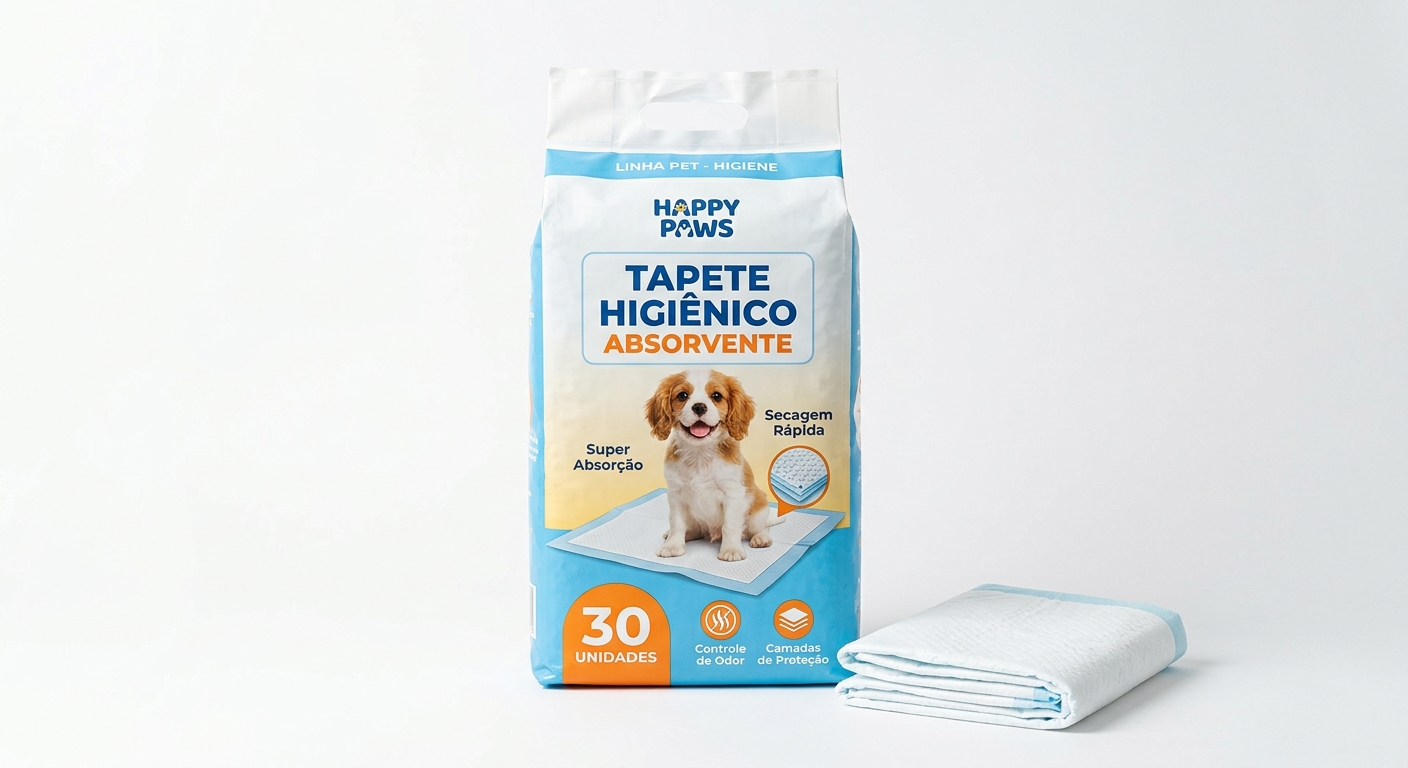 LINHA PET - HIGIENE
HAPPY
PAWS
TAPETE
HIGIÊNICO
ABSORVENTE
Secagem
Rápida
Super
Absorção
30
UNIDADES
Controle
de Odor
Camadas
de Proteção